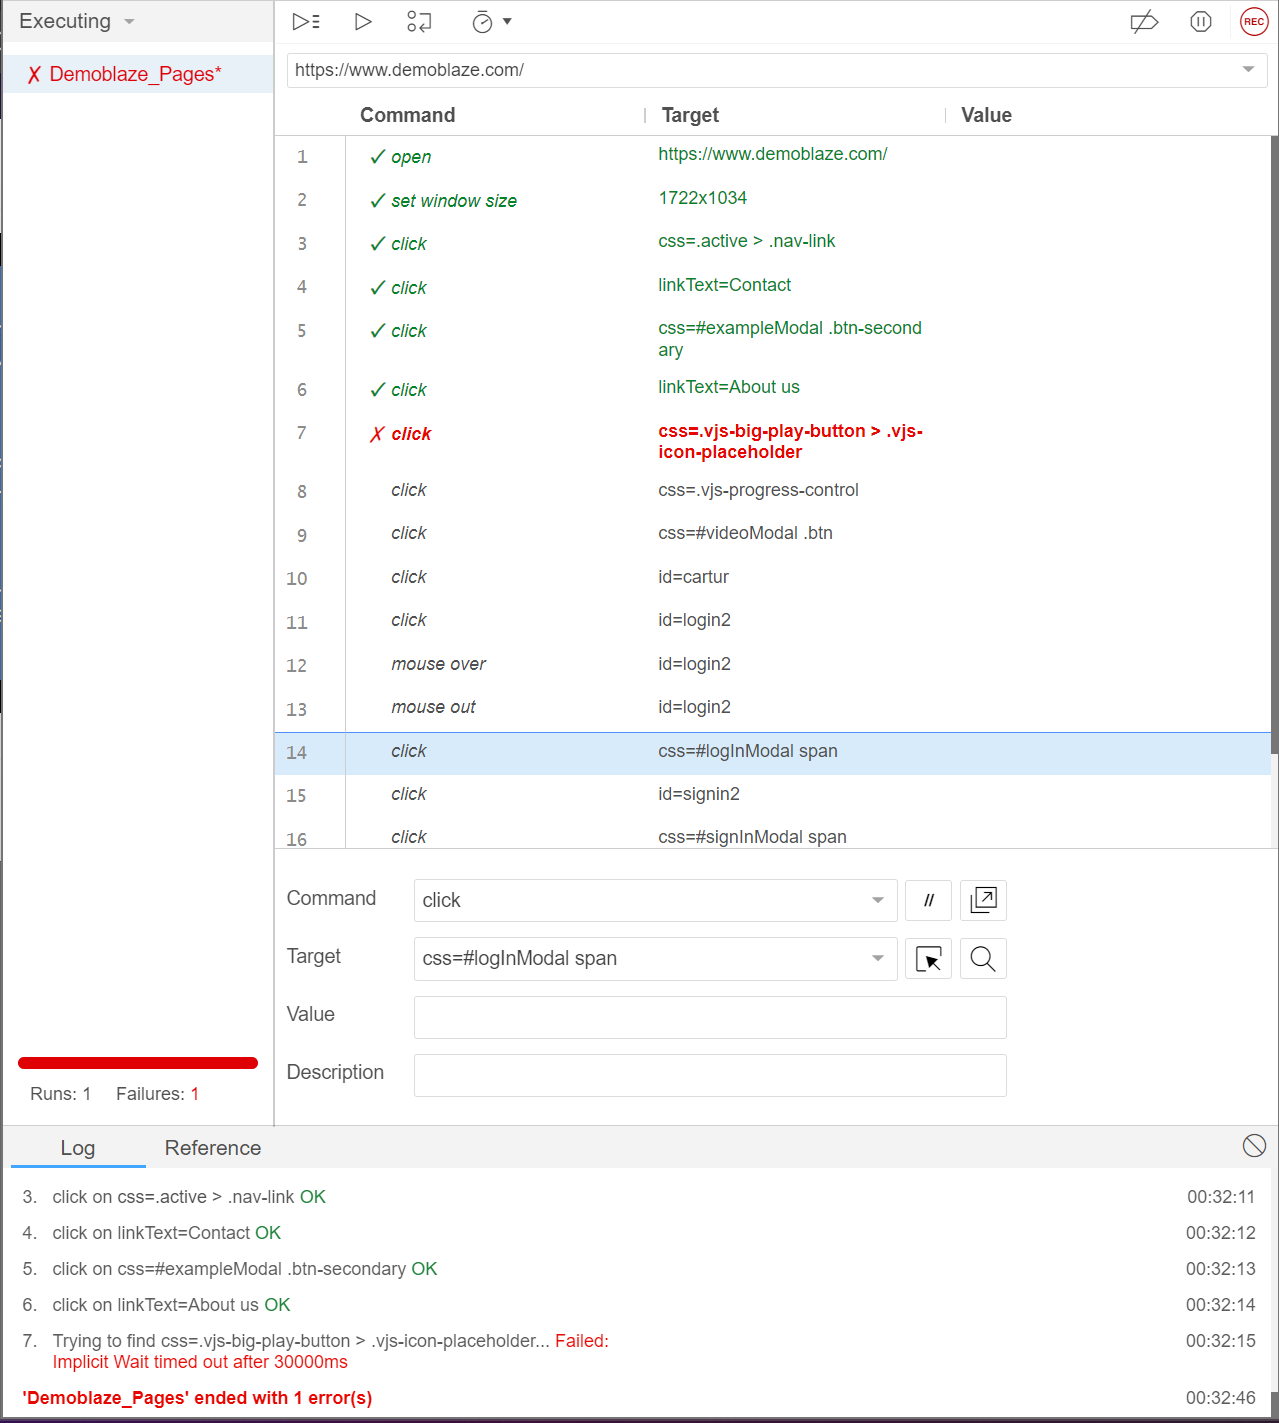 Executing
REC
✗ Demoblaze_Pages*
https://www.demoblaze.com/
Command Target Value
1 ✓ open https://www.demoblaze.com/
2 ✓ set window size 1722x1034
3 ✓ click css=.active > .nav-link
4 ✓ click linkText=Contact
5 ✓ click css=#exampleModal .btn-second
ary
6 ✓ click linkText=About us
7 ✗ click css=.vjs-big-play-button > .vjs-
icon-placeholder
8 click css=.vjs-progress-control
9 click css=#videoModal .btn
10 click id=cartur
11 click id=login2
12 mouse over id=login2
13 mouse out id=login2
14 click css=#logInModal span
15 click id=signin2
16 click css=#signInModal span
Command click //
Target css=#logInModal span
Value
Description
Runs: 1 Failures: 1
Log Reference
3. click on css=.active > .nav-link OK 00:32:11
4. click on linkText=Contact OK 00:32:12
5. click on css=#exampleModal .btn-secondary OK 00:32:13
6. click on linkText=About us OK 00:32:14
7. Trying to find css=.vjs-big-play-button > .vjs-icon-placeholder... Failed: 00:32:15
Implicit Wait timed out after 30000ms
'Demoblaze_Pages' ended with 1 error(s) 00:32:46